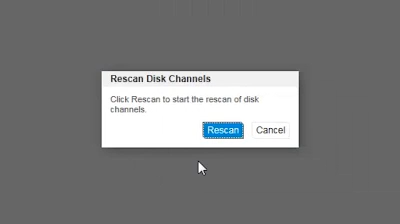 Rescan Disk Channels
Click Rescan to start the rescan of disk
channels.
Rescan Cancel